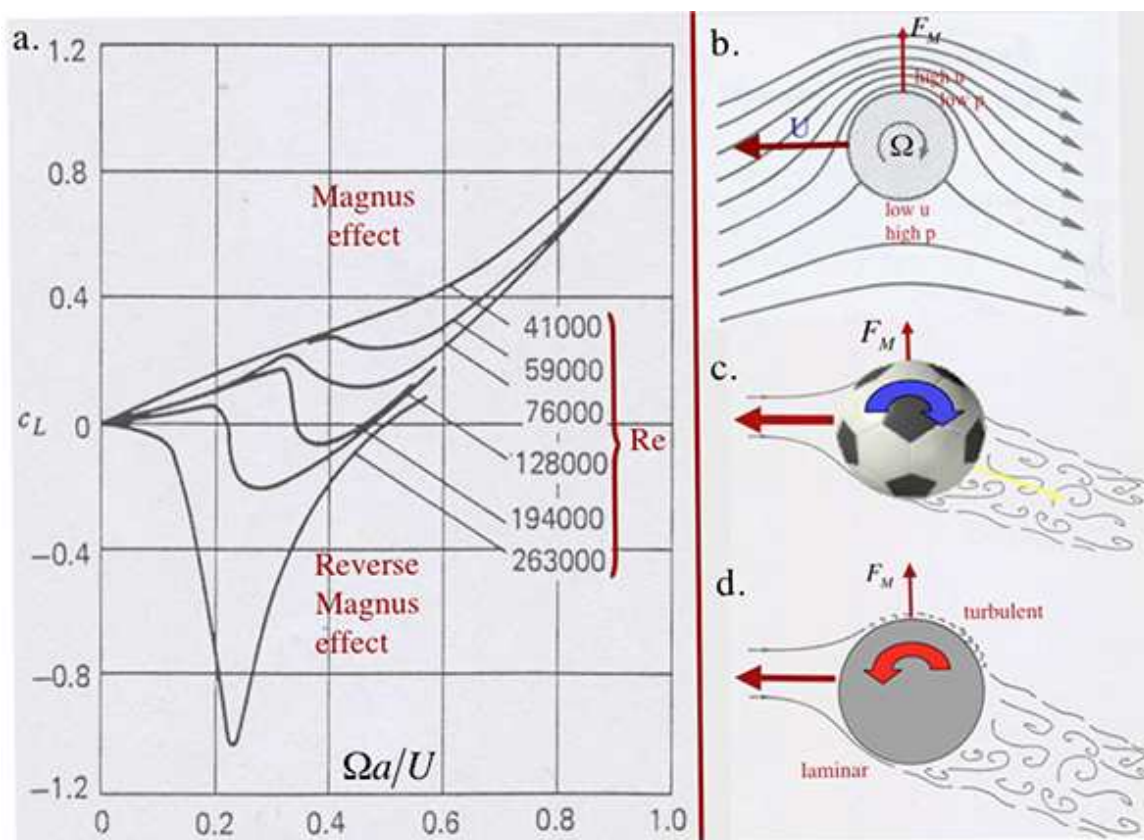 a.
1.2
0.8
0.4
0
−0.4
−0.8
−1.2
c_L
0
0.2
0.4
0.6
0.8
1.0
Ωa/U
Magnus
effect
Reverse
Magnus
effect
41000
59000
76000
128000
194000
263000
Re
b.
F_M
high u
low p
U
Ω
low u
high p
c.
F_M
d.
F_M
turbulent
laminar